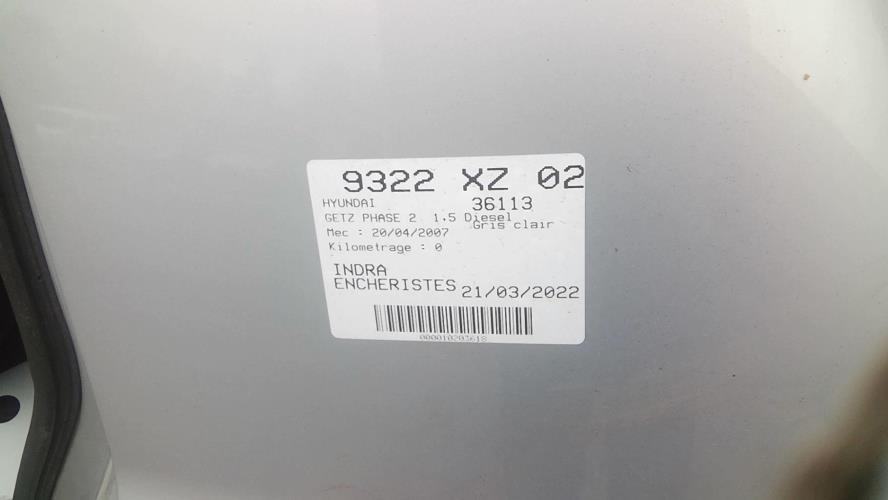 9322 XZ 02
HYUNDAI 36113
GETZ PHASE 2 1.5 Diesel
Mec : 20/04/2007 Gris clair
Kilometrage : 0
INDRA
ENCHERISTES 21/03/2022
000010203618